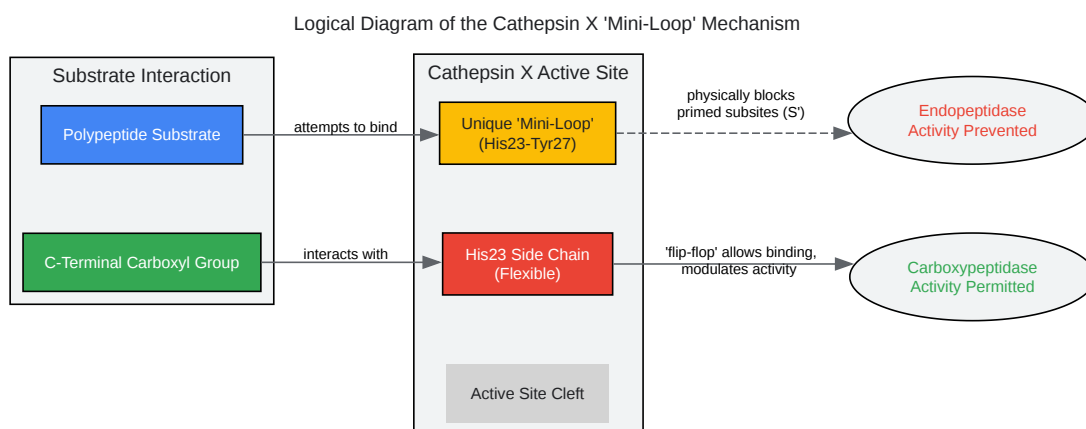 Logical Diagram of the Cathepsin X 'Mini-Loop' Mechanism
Substrate Interaction
Polypeptide Substrate
C-Terminal Carboxyl Group
attempts to bind
interacts with
Cathepsin X Active Site
Unique 'Mini-Loop'
(His23-Tyr27)
His23 Side Chain
(Flexible)
Active Site Cleft
physically blocks
primed subsites (S')
'flip-flop' allows binding,
modulates activity
Endopeptidase
Activity Prevented
Carboxypeptidase
Activity Permitted